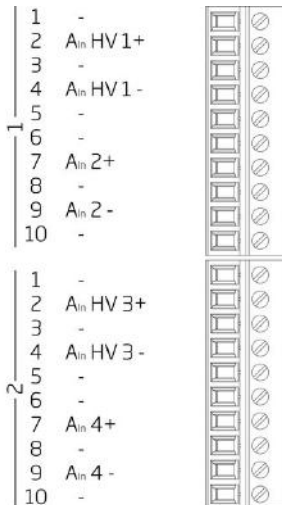 1
1 -
2 AIn HV 1+
3 -
4 AIn HV 1 -
5 -
6 -
7 AIn 2+
8 -
9 AIn 2 -
10 -
2
1 -
2 AIn HV 3+
3 -
4 AIn HV 3 -
5 -
6 -
7 AIn 4+
8 -
9 AIn 4 -
10 -